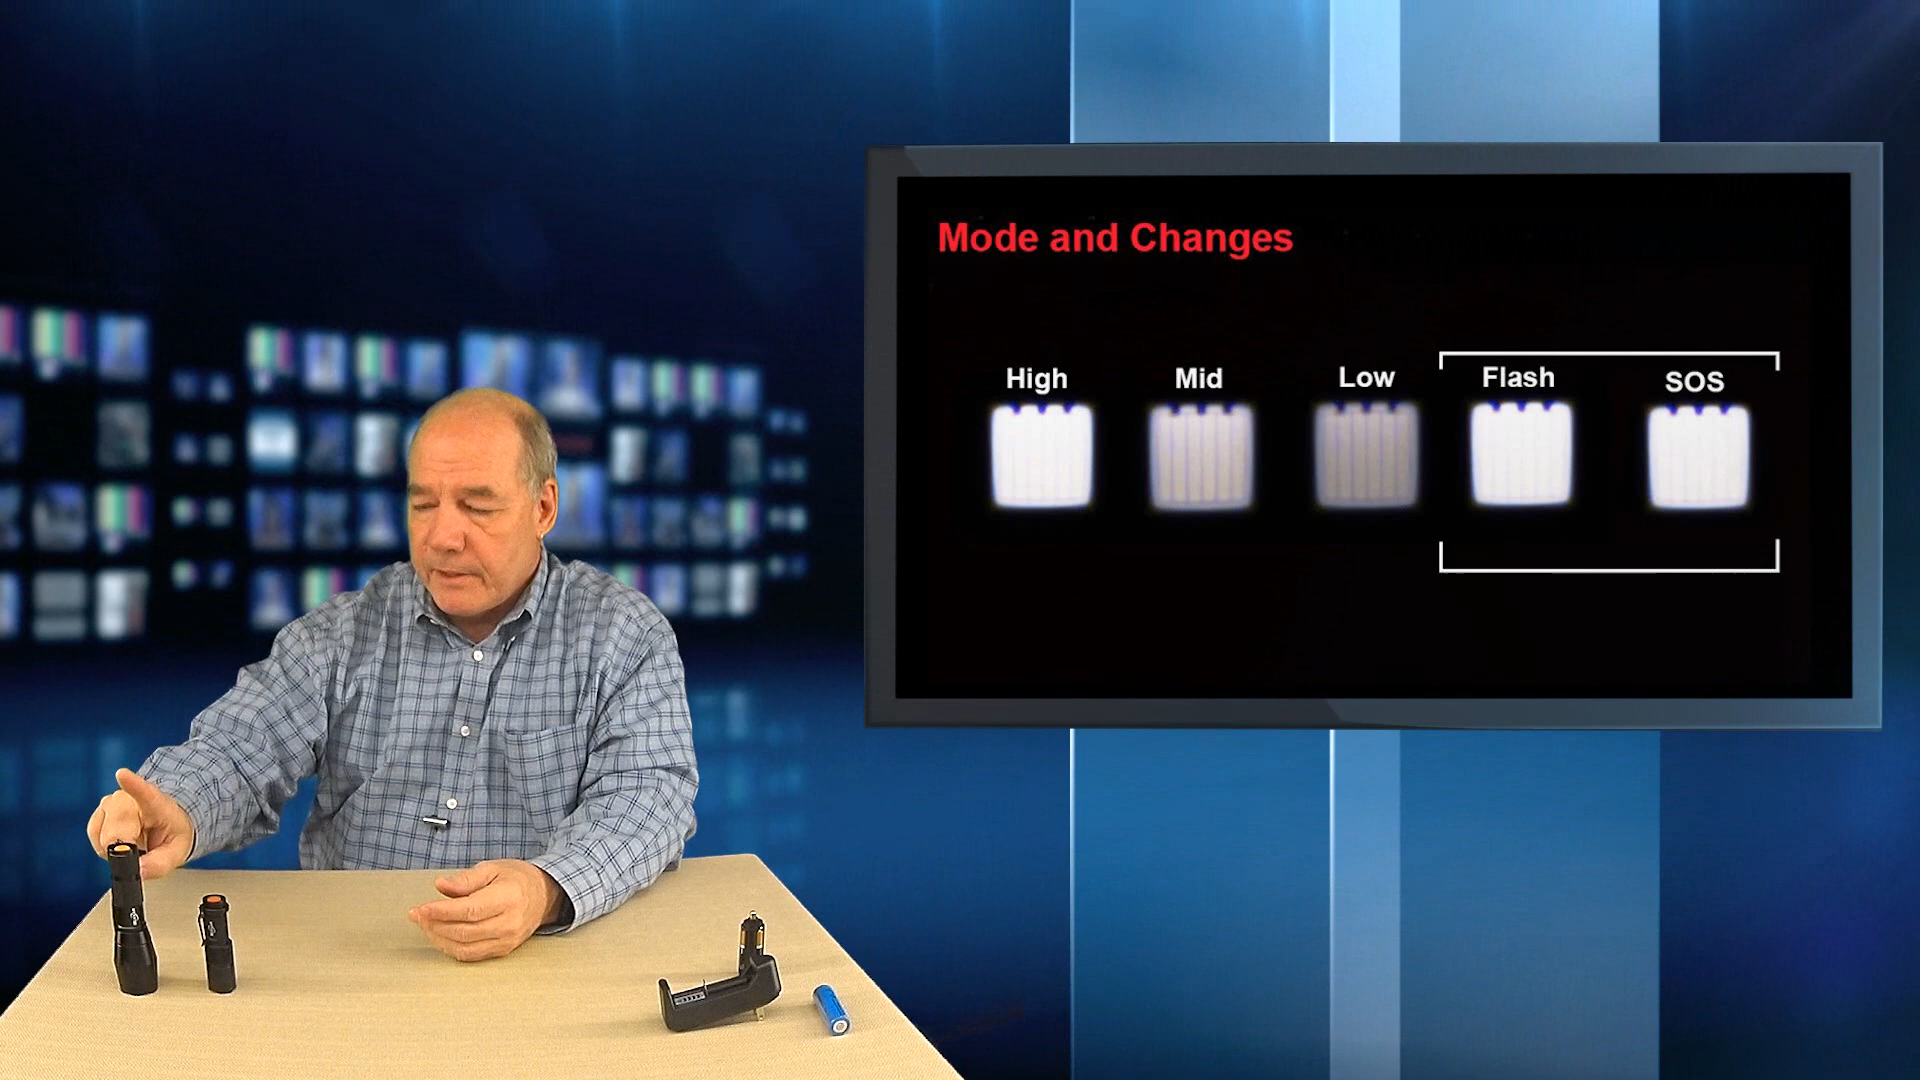 Mode and Changes
High
Mid
Low
Flash
SOS